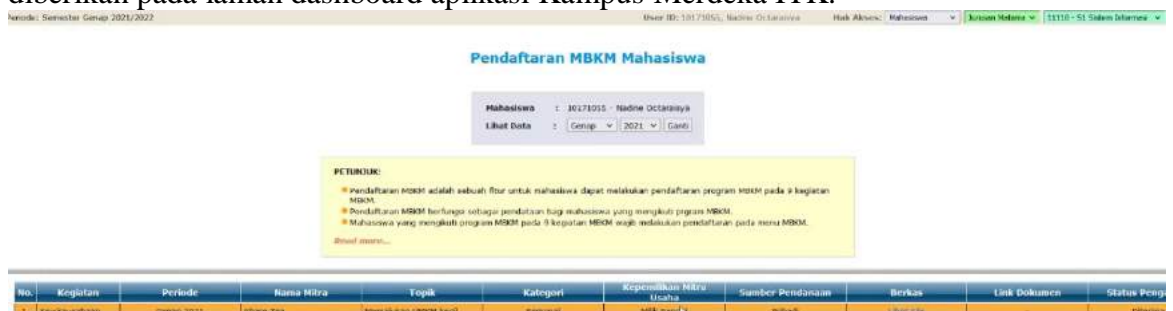 diberikan pada laman dashboard aplikasi Kampus Merdeka ITK.
Periode: Semester Genap 2021/2022 User ID: 10171055, Nadine Octaraisya Hak Akses: Mahasiswa Jurusan Melama 11110 - S1 Sistem Informasi
Pendaftaran MBKM Mahasiswa
Mahasiswa : 10171055 - Nadine Octaraisya
Lihat Data : Genap 2021 Ganti
PETUNJUK:
Pendaftaran MBKM adalah sebuah fitur untuk mahasiswa dapat melakukan pendaftaran program MBKM pada 9 kegiatan
MBKM.
Pendaftaran MBKM berfungsi sebagai pendataan bagi mahasiswa yang mengikuti prgram MBKM.
Mahasiswa yang mengikuti program MBKM pada 9 kegiatan MBKM wajib melakukan pendaftaran pada menu MBKM.
Read more...
No. Kegiatan Periode Nama Mitra Topik Kategori Kepemilikan Mitra Usaha Sumber Pendanaan Berkas Link Dokumen Status Peng